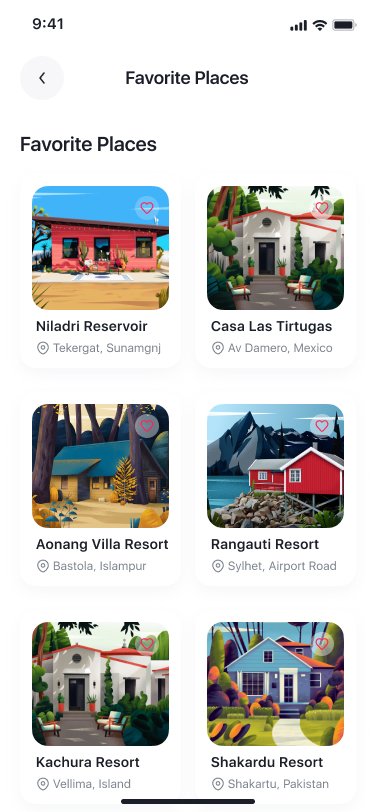 9:41
Favorite Places
Favorite Places
Niladri Reservoir
Tekergat, Sunamgnj
Casa Las Tirtugas
Av Damero, Mexico
Aonang Villa Resort
Bastola, Islampur
Rangauti Resort
Sylhet, Airport Road
Kachura Resort
Vellima, Island
Shakardu Resort
Shakartu, Pakistan